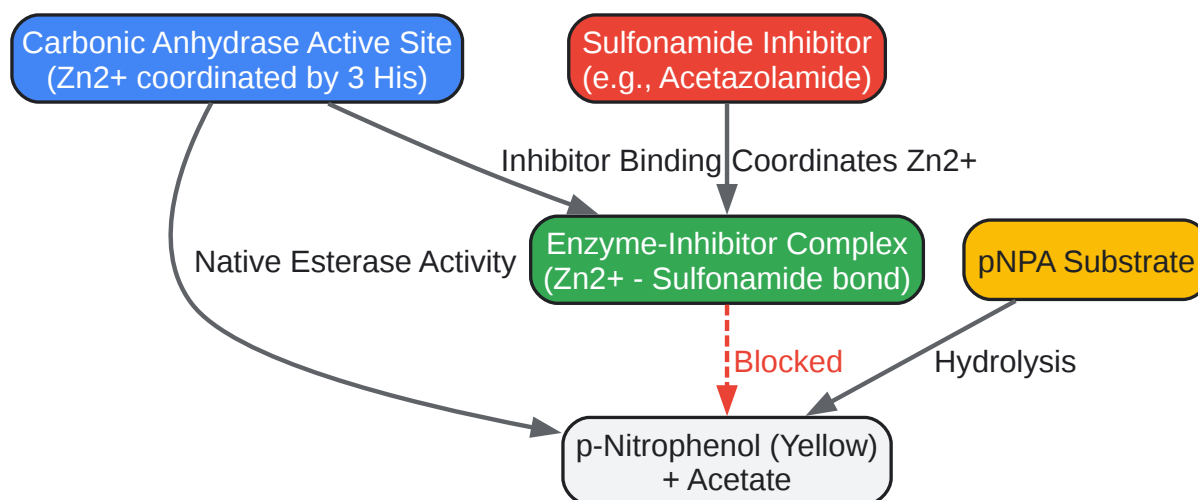 Carbonic Anhydrase Active Site
(Zn2+ coordinated by 3 His)
Sulfonamide Inhibitor
(e.g., Acetazolamide)
Inhibitor Binding
Coordinates Zn2+
Native Esterase Activity
Enzyme-Inhibitor Complex
(Zn2+ - Sulfonamide bond)
pNPA Substrate
Blocked
Hydrolysis
p-Nitrophenol (Yellow)
+ Acetate